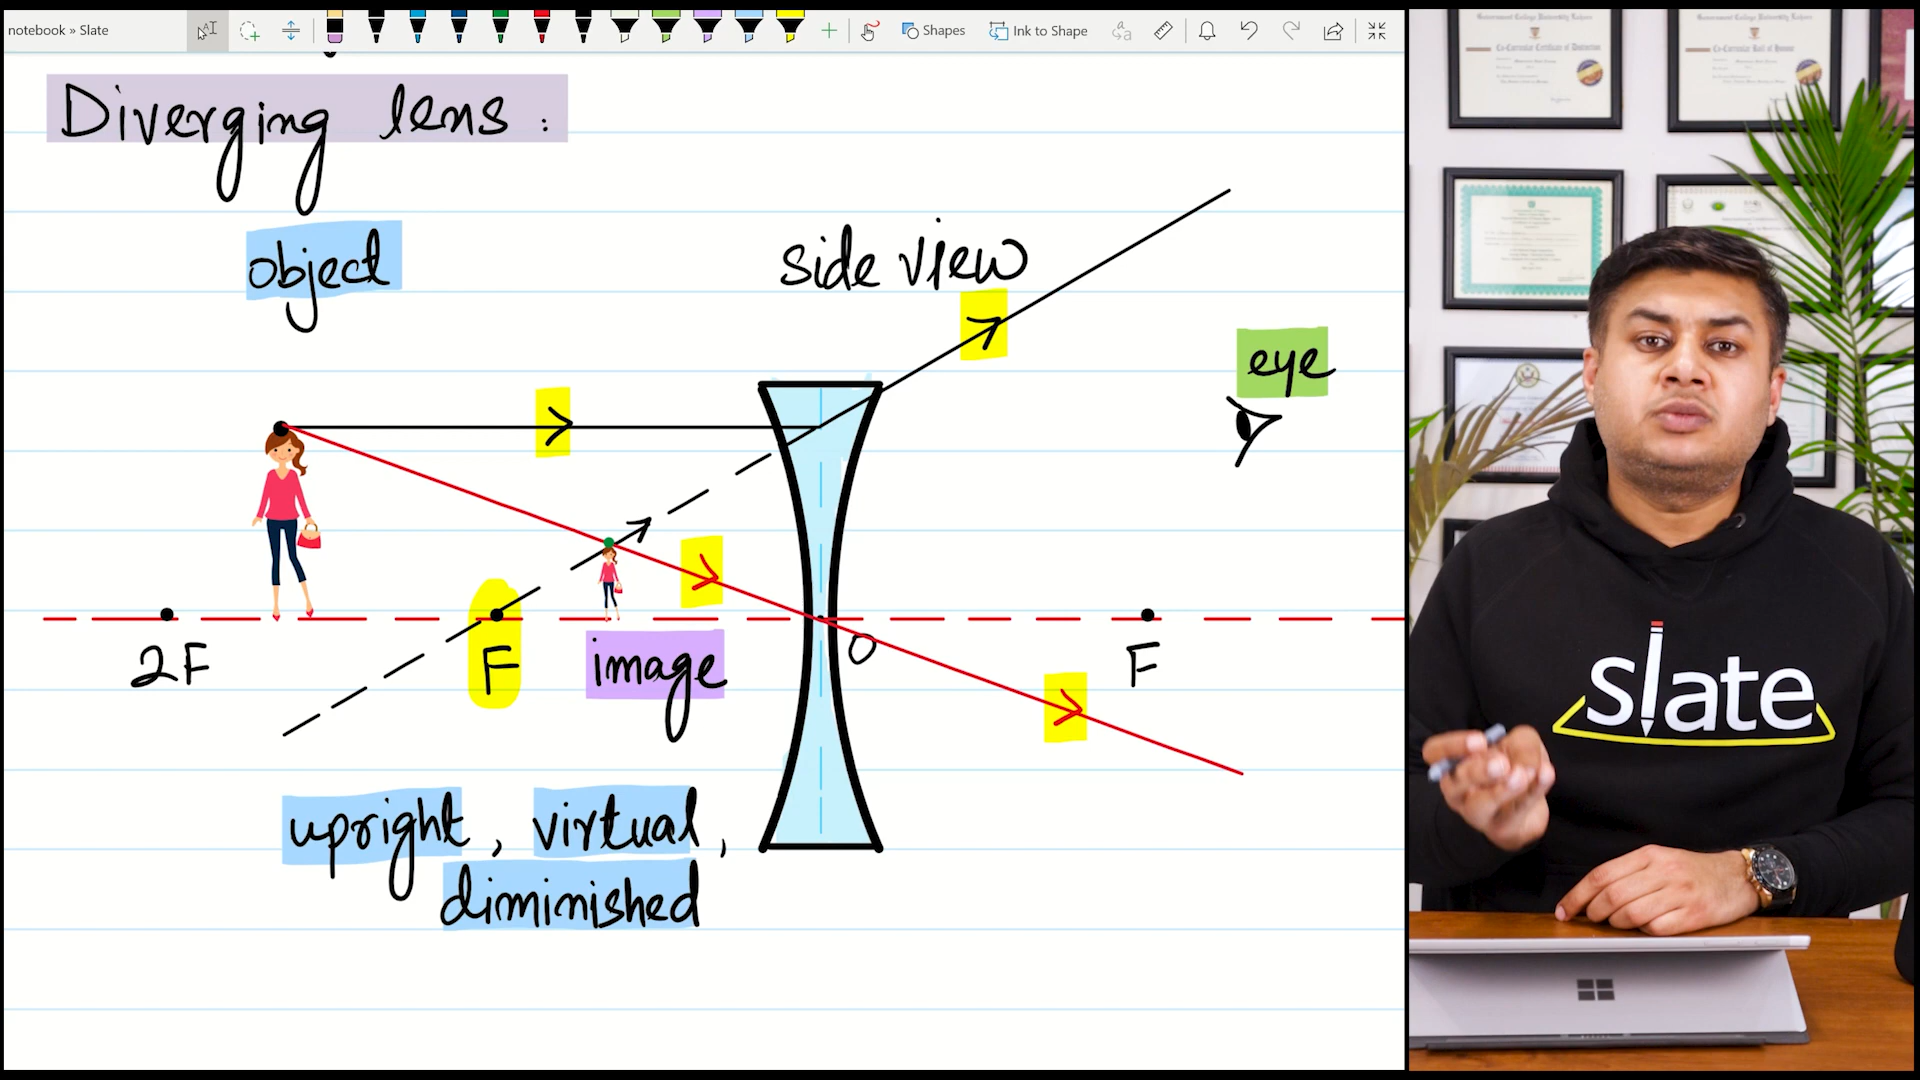 notebook » Slate
Shapes
Ink to Shape
Diverging lens :
object
side view
eye
2F
F
image
O
F
upright, virtual,
diminished
slate